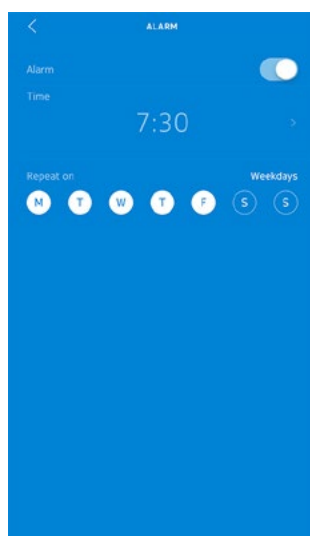 ALARM
Alarm
Time
7:30
Repeat on Weekdays
M T W T F S S